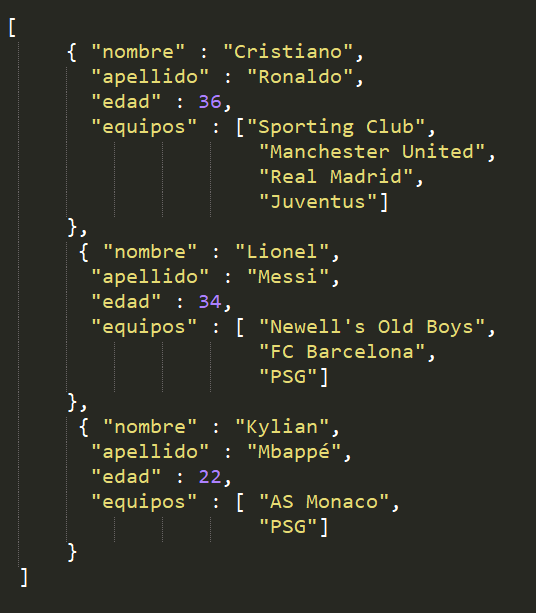 [
{ "nombre" : "Cristiano",
"apellido" : "Ronaldo",
"edad" : 36,
"equipos" : ["Sporting Club",
"Manchester United",
"Real Madrid",
"Juventus"]
},
{ "nombre" : "Lionel",
"apellido" : "Messi",
"edad" : 34,
"equipos" : [ "Newell's Old Boys",
"FC Barcelona",
"PSG"]
},
{ "nombre" : "Kylian",
"apellido" : "Mbappé",
"edad" : 22,
"equipos" : [ "AS Monaco",
"PSG"]
}
]